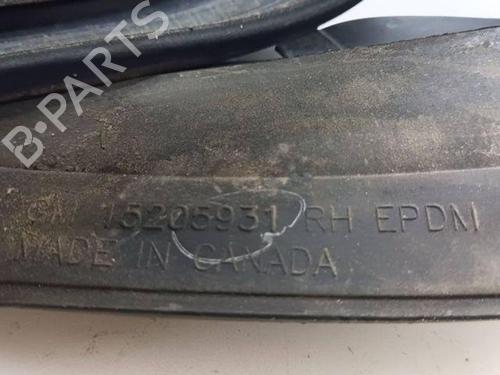 B-PARTS
GM 15205931 RH EPDM
MADE IN CANADA